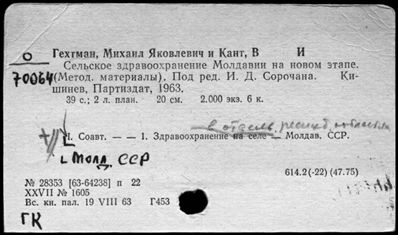 О Гехтман, Михаил Яковлевич и Кант, В И
Сельское здравоохранение Молдавии на новом этапе.
70064 (Метод. материалы). Под ред. И. Д. Сорочана. Ки-
шинев, Партиздат, 1963.
39 с.; 2 л. план. 20 см. 2.000 экз. 6 к.
в отдель.
I. Соавт. — — 1. Здравоохранение на селе — Молдав. ССР.
Молд. ССР
614.2(-22) (47.75)
№ 28353 [63-64238] п 22
XXVII № 1605
Вс. кн. пал. 19 VIII 63 Г453
ГК